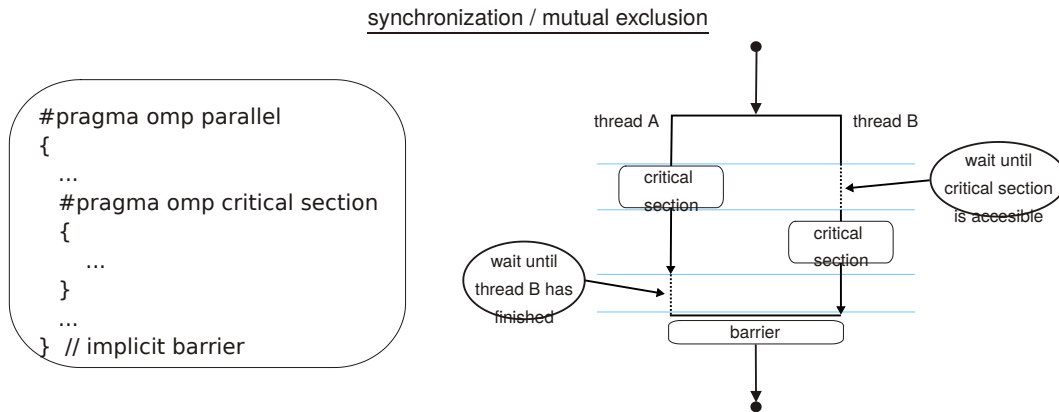 synchronization / mutual exclusion
#pragma omp parallel
{
...
#pragma omp critical section
{
...
}
...
} // implicit barrier
thread A
thread B
critical
section
wait until
critical section
is accesible
critical
section
wait until
thread B has
finished
barrier